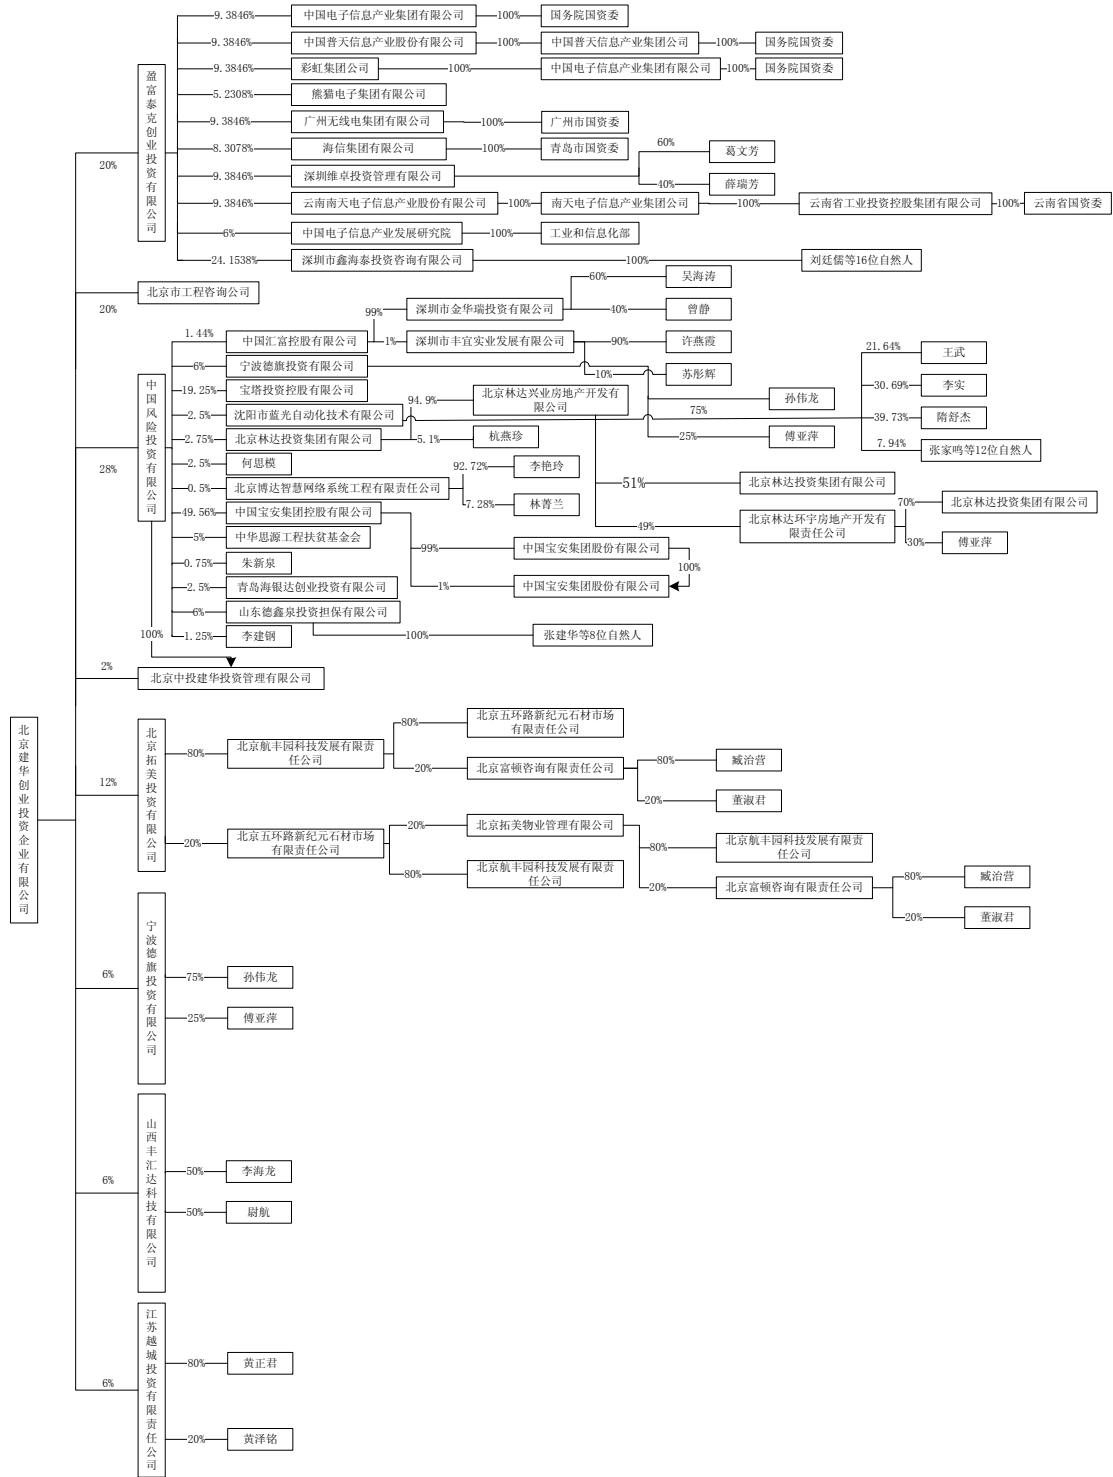 9.3846%
中国电子信息产业集团有限公司
100%
国务院国资委
9.3846%
中国普天信息产业股份有限公司
100%
中国普天信息产业集团公司
100%
国务院国资委
9.3846%
彩虹集团公司
100%
中国电子信息产业集团有限公司
100%
国务院国资委
5.2308%
熊猫电子集团有限公司
9.3846%
广州无线电集团有限公司
100%
广州市国资委
8.3078%
海信集团有限公司
100%
青岛市国资委
9.3846%
深圳维卓投资管理有限公司
60%
葛文芳
40%
薛瑞芳
9.3846%
云南南天电子信息产业股份有限公司
100%
南天电子信息产业集团公司
100%
云南省工业投资控股集团有限公司
100%
云南省国资委
6%
中国电子信息产业发展研究院
100%
工业和信息化部
24.1538%
深圳市鑫海泰投资咨询有限公司
100%
刘廷儒等16位自然人
盈富泰克创业投资有限公司
20%
北京市工程咨询公司
20%
1.44%
中国汇富控股有限公司
99%
深圳市金华瑞投资有限公司
60%
吴海涛
40%
曾静
1%
深圳市丰宜实业发展有限公司
90%
许燕霞
10%
苏彤辉
6%
宁波德旗投资有限公司
75%
孙伟龙
25%
傅亚萍
19.25%
宝塔投资控股有限公司
2.5%
沈阳市蓝光自动化技术有限公司
21.64%
王武
30.69%
李实
39.73%
隋舒杰
7.94%
张家鸣等12位自然人
2.75%
北京林达投资集团有限公司
94.9%
北京林达兴业房地产开发有
限公司
5.1%
杭燕珍
51%
北京林达投资集团有限公司
49%
北京林达环宇房地产开发有
限责任公司
70%
北京林达投资集团有限公司
30%
傅亚萍
2.5%
何思模
0.5%
北京博达智慧网络系统工程有限责任公司
92.72%
李艳玲
7.28%
林菁兰
49.56%
中国宝安集团控股有限公司
99%
中国宝安集团股份有限公司
100%
1%
中国宝安集团股份有限公司
5%
中华思源工程扶贫基金会
0.75%
朱新泉
2.5%
青岛海银达创业投资有限公司
6%
山东德鑫泉投资担保有限公司
100%
张建华等8位自然人
1.25%
李建钢
中国风险投资有限公司
28%
100%
2%
北京中投建华投资管理有限公司
北京建华创业投资企业有限公司
12%
北京拓美投资有限公司
80%
北京航丰园科技发展有限责
任公司
80%
北京五环路新纪元石材市场
有限责任公司
20%
北京富顿咨询有限责任公司
80%
臧治营
20%
董淑君
20%
北京五环路新纪元石材市场
有限责任公司
20%
北京拓美物业管理有限公司
80%
北京航丰园科技发展有限责
任公司
80%
北京航丰园科技发展有限责
任公司
20%
北京富顿咨询有限责任公司
80%
臧治营
20%
董淑君
6%
宁波德旗投资有限公司
75%
孙伟龙
25%
傅亚萍
6%
山西丰汇达科技有限公司
50%
李海龙
50%
尉航
6%
江苏越城投资有限责任公司
80%
黄正君
20%
黄泽铭